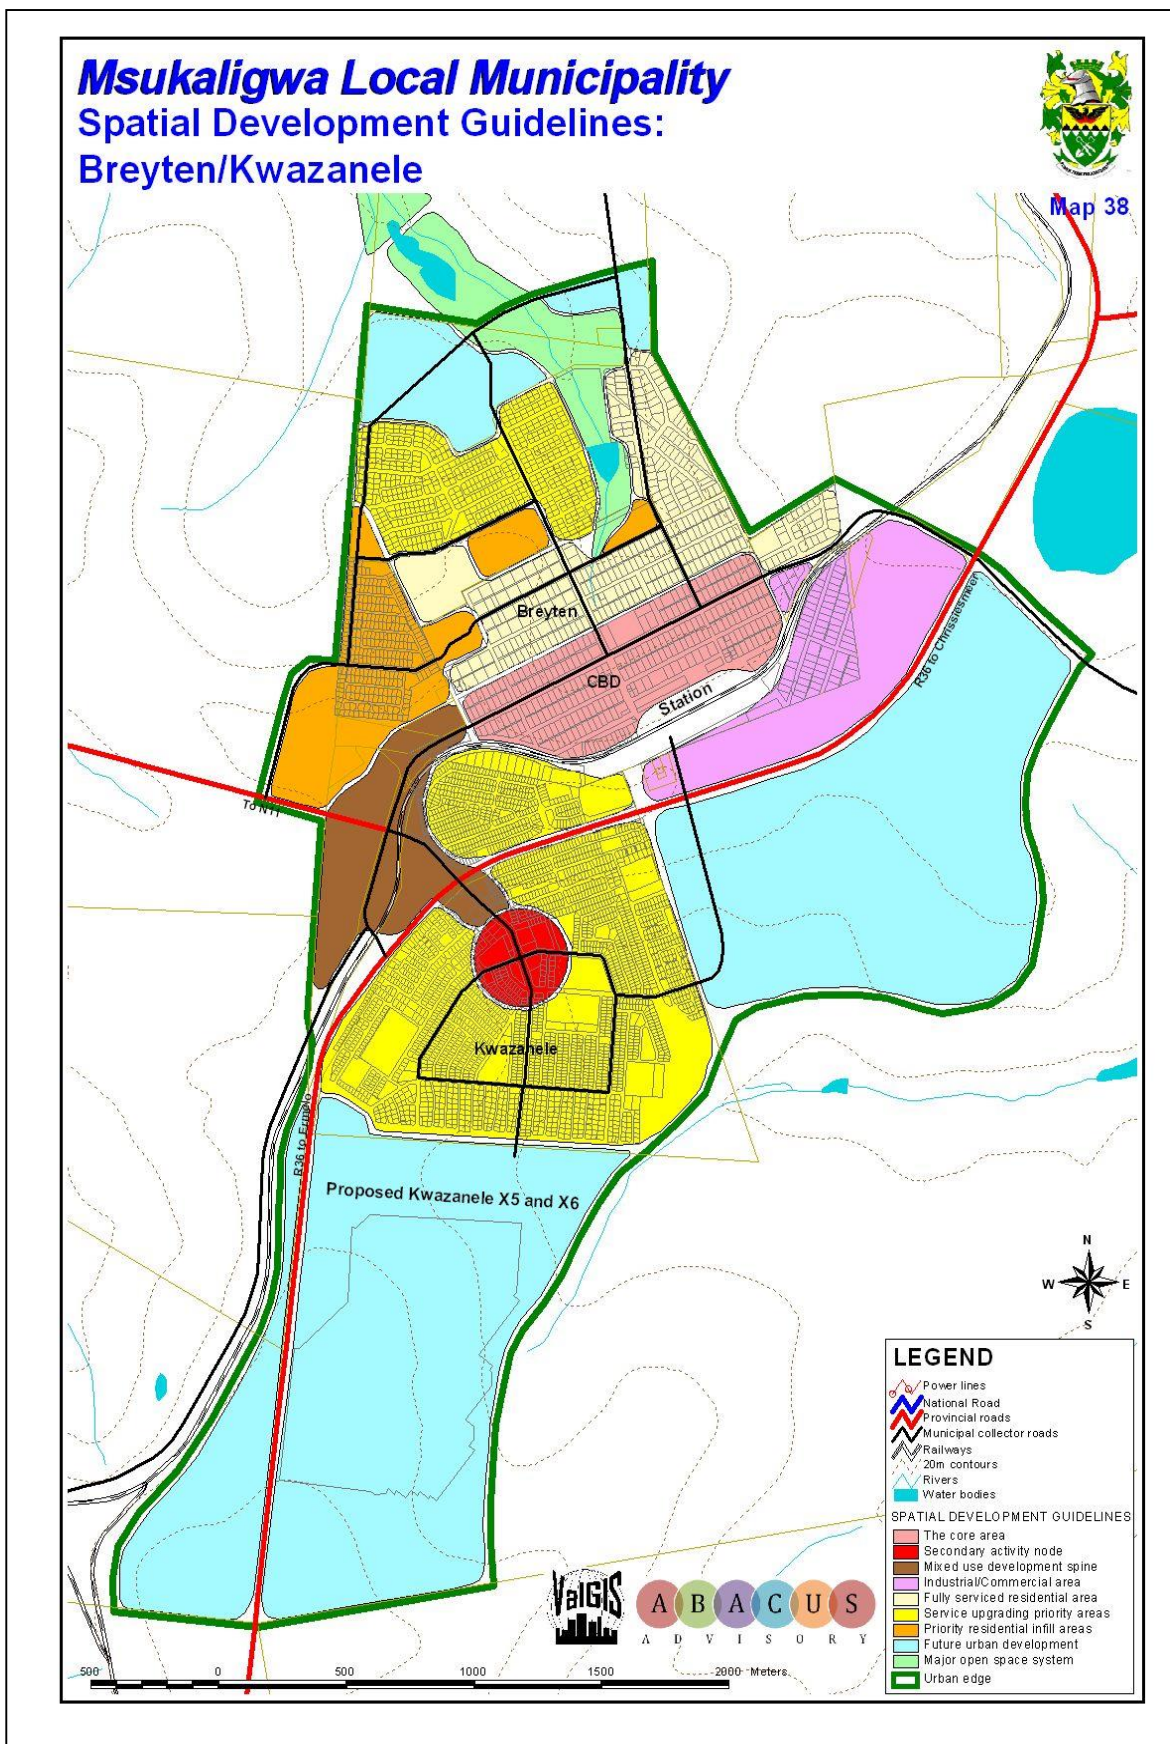 Msukaligwa Local Municipality
Spatial Development Guidelines:
Breyten/Kwazanele
Map 38
Breyten
CBD
Station
R36 to Chrissiesmeer
To N11
Kwazanele
R36 to Ermelo
Proposed Kwazanele X5 and X6
N
W E
S
LEGEND
Power lines
National Road
Provincial roads
Municipal collector roads
Railways
20m contours
Rivers
Water bodies
SPATIAL DEVELOPMENT GUIDELINES
The core area
Secondary activity node
Mixed use development spine
Industrial/Commercial area
Fully serviced residential area
Service upgrading priority areas
Priority residential infill areas
Future urban development
Major open space system
Urban edge
ValGIS
ABACUS
ADVISORY
500 0 500 1000 1500 2000 Meters